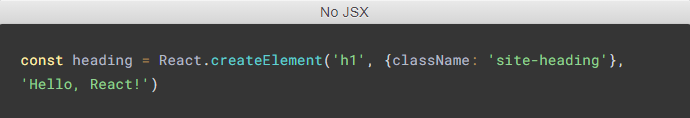 No JSX
const heading = React.createElement('h1', {className: 'site-heading'},
'Hello, React!')